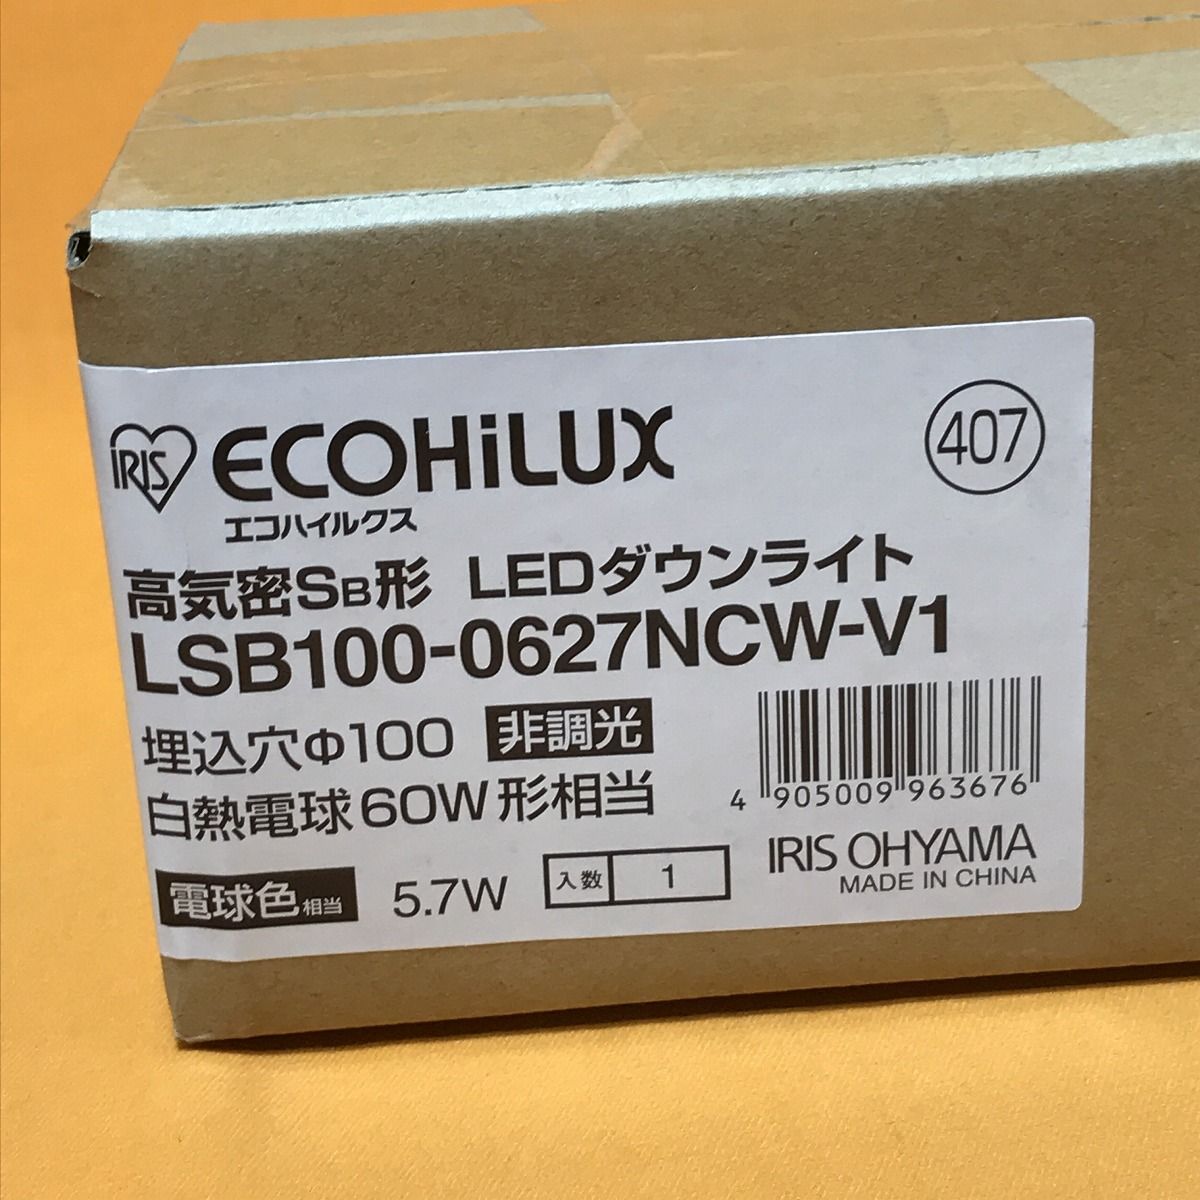 IRIS ECOHiLUX
エコハイルクス
407
高気密SB形 LEDダウンライト
LSB100-0627NCW-V1
埋込穴Φ100 非調光
白熱電球60W形相当
電球色相当 5.7W 入数 1
4 905009 963676
IRIS OHYAMA
MADE IN CHINA